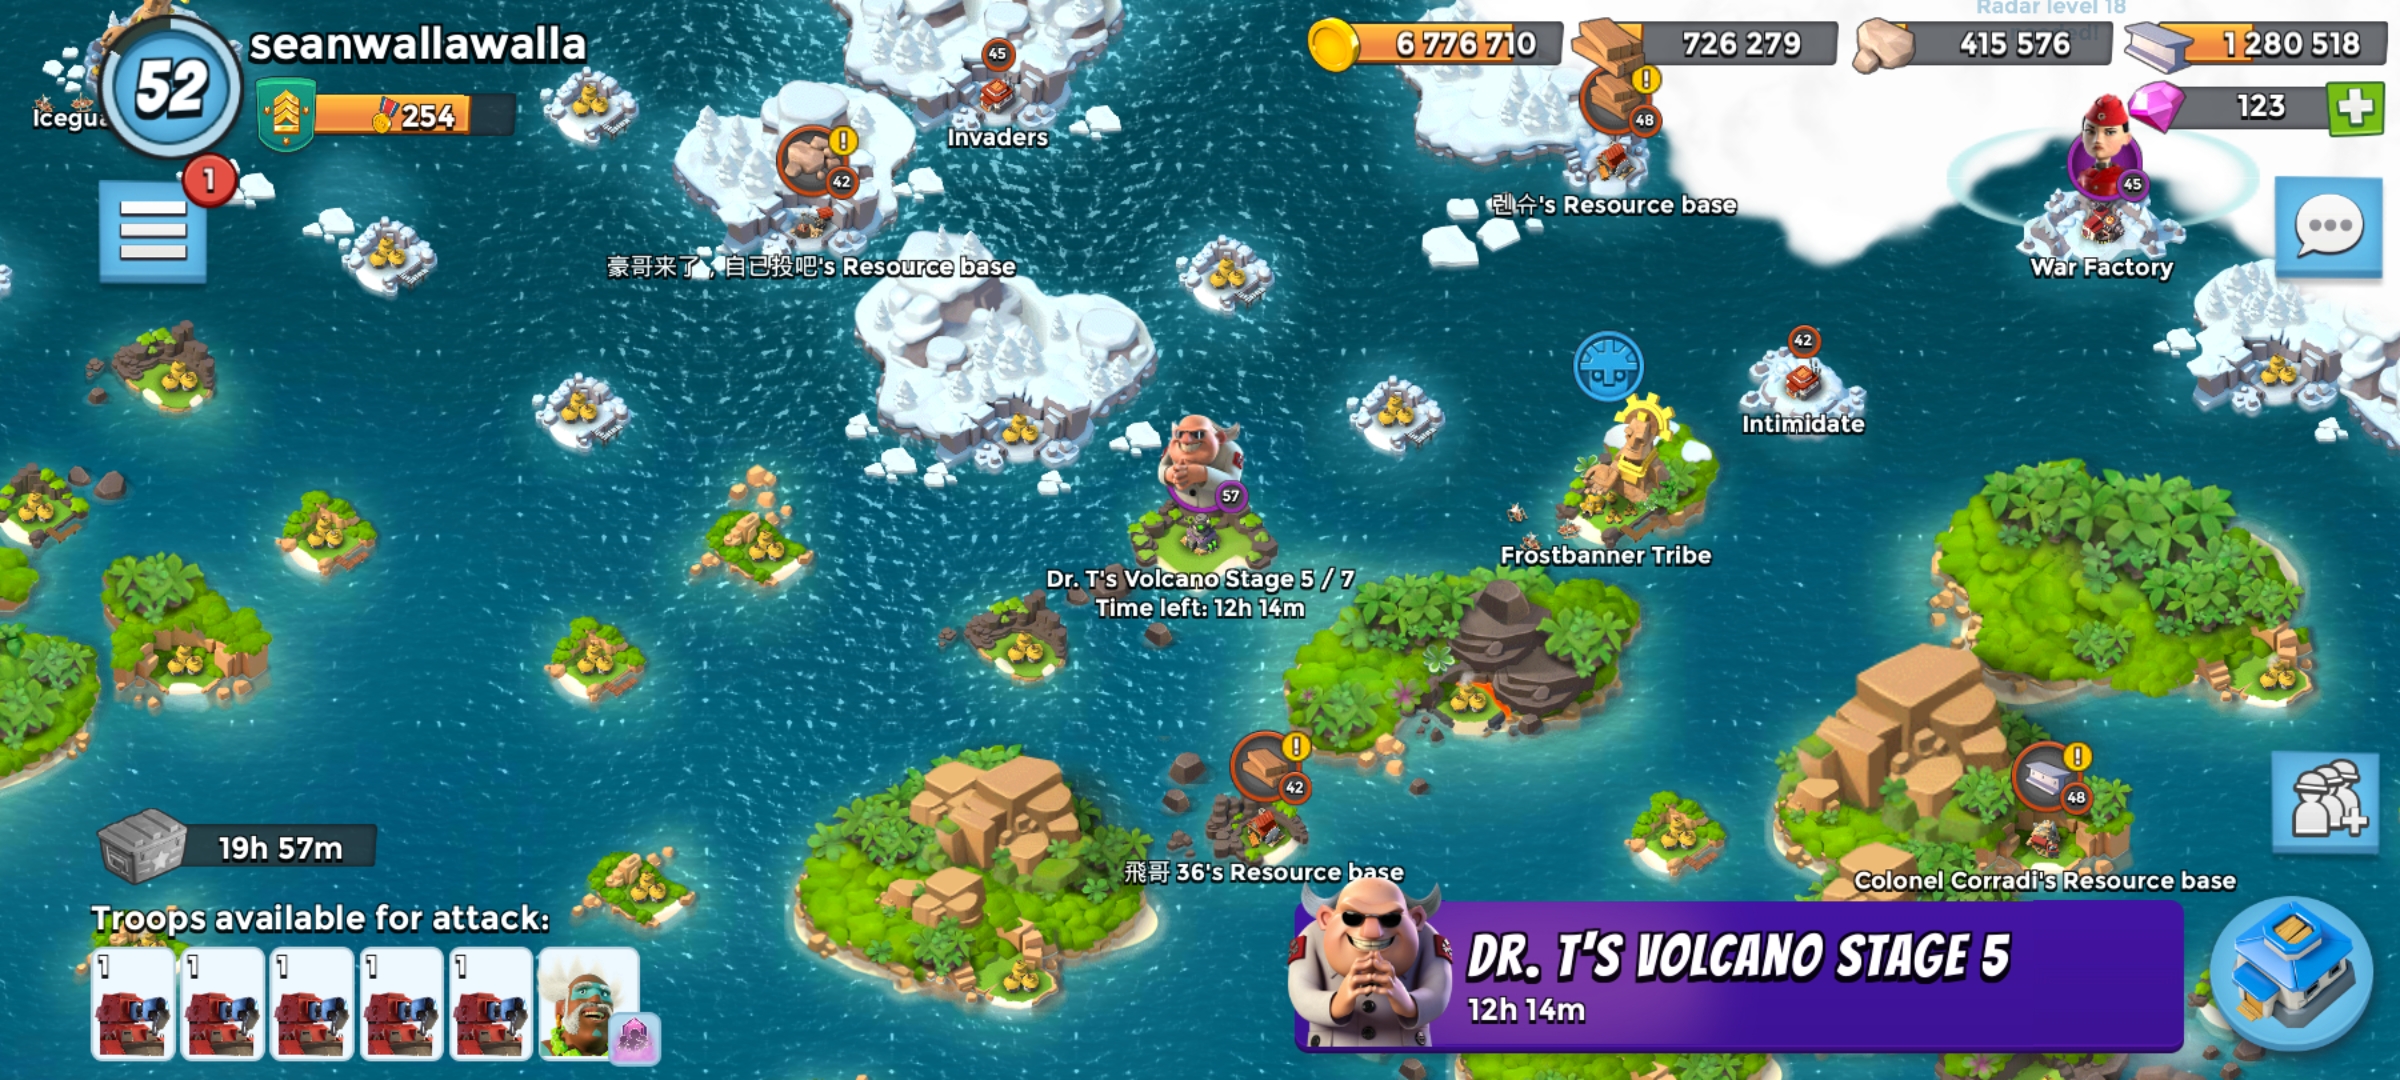 Radar level 18
52
seanwallawalla
254
6 776 710
726 279
415 576
1 280 518
123
1
45
Invaders
42
豪哥来了，自己投吧's Resource base
48
렌슈's Resource base
45
War Factory
42
Intimidate
57
Dr. T's Volcano Stage 5 / 7
Time left: 12h 14m
Frostbanner Tribe
42
飛哥 36's Resource base
48
Colonel Corradi's Resource base
19h 57m
Troops available for attack:
1
1
1
1
1
DR. T'S VOLCANO STAGE 5
12h 14m